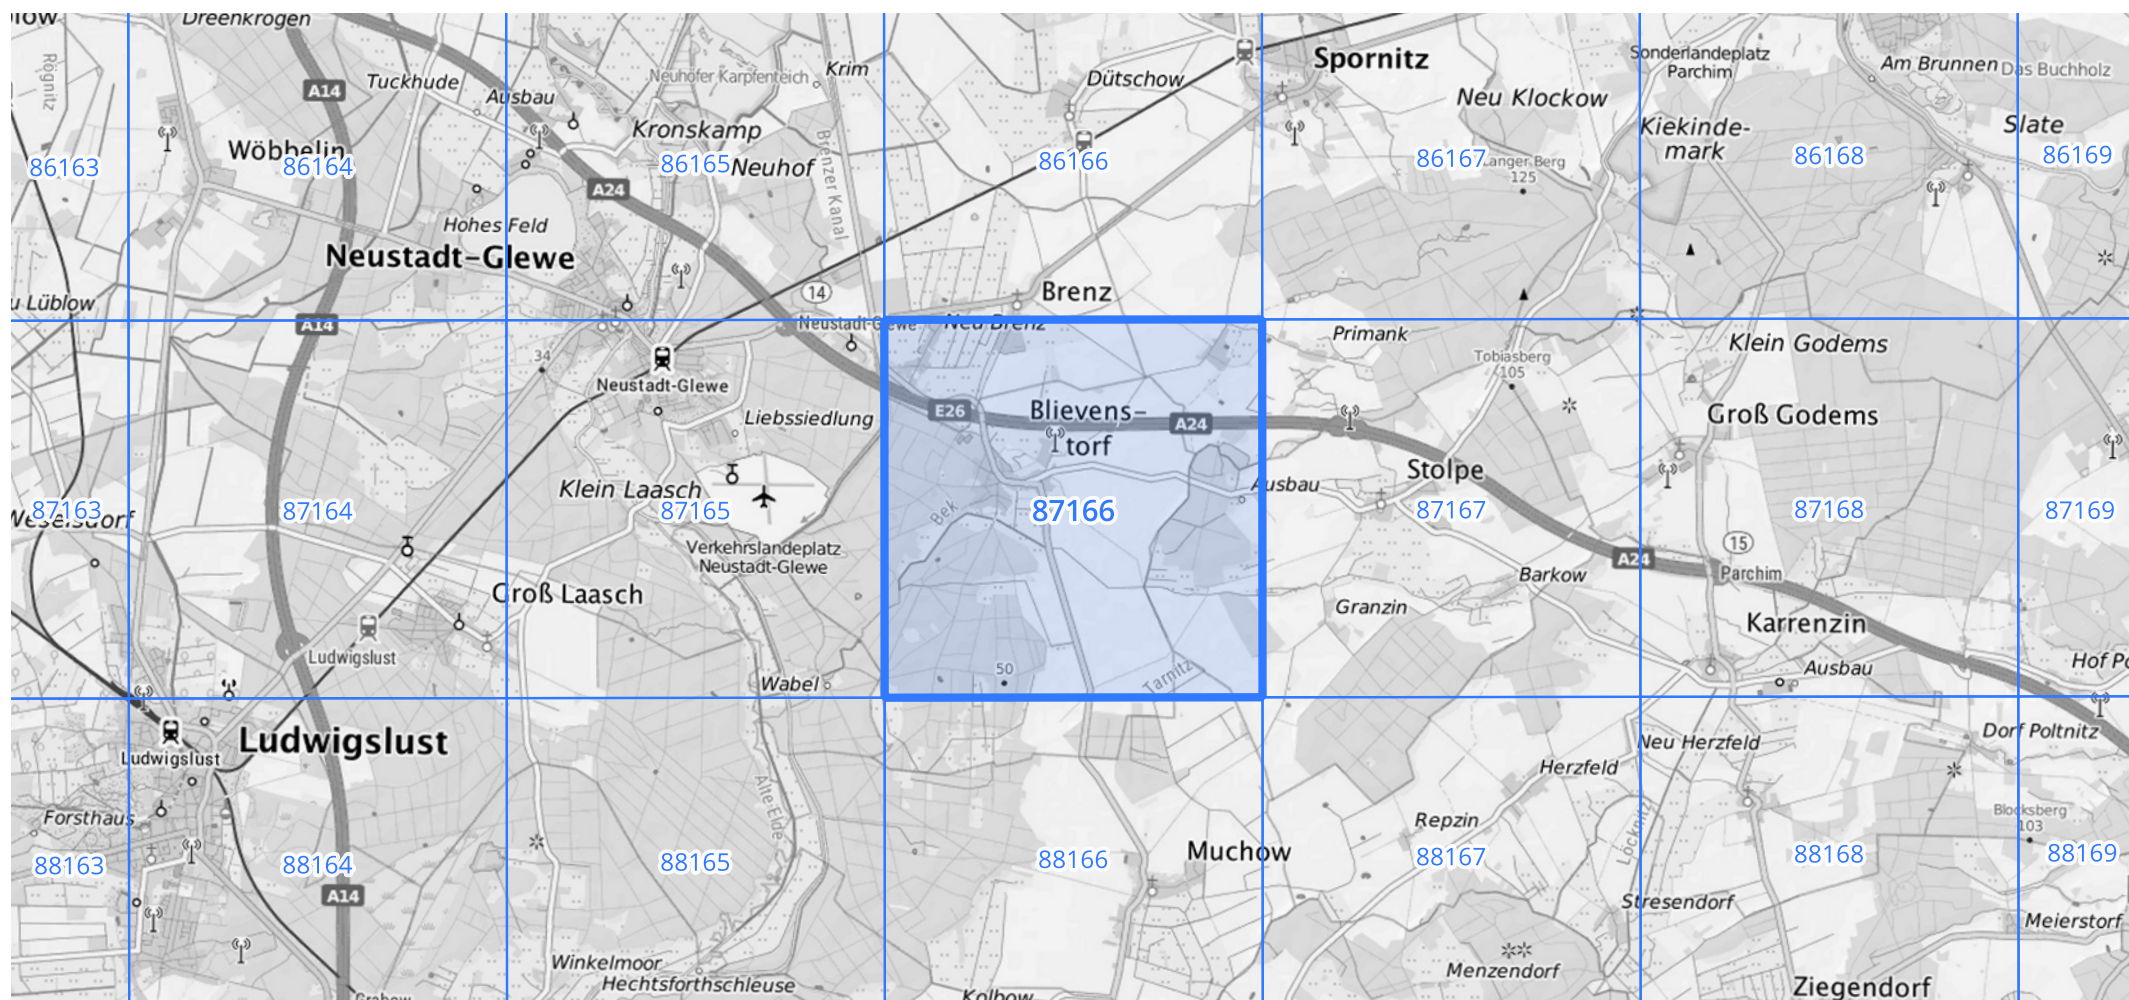 Dreenkrögen
Rögnitz
A14
Tuckhude
Ausbau
Neuhöfer Karpfenteich
Krim
Dütschow
Spornitz
Neu Klockow
Sonderlandeplatz
Parchim
Am Brunnen
Das Buchholz
Kiekinde-
mark
Slate
Wöbbelin
Kronskamp
Neuhof
Brenzer Kanal
86163
86164
86165
86166
86167
Langer Berg
125
86168
86169
A24
Hohes Feld
Neustadt-Glewe
u Lüblow
14
Brenz
A14
Neustadt-Glewe
Neu Brenz
Primank
Klein Godems
34
Neustadt-Glewe
Tobiasberg
105
Liebssiedlung
E26
Blievens-
torf
A24
Groß Godems
Stolpe
Klein Laasch
Ausbau
Weselsdorf
87163
87164
87165
Bek
87166
87167
87168
87169
Verkehrslandeplatz
Neustadt-Glewe
15
A24
Parchim
Barkow
Groß Laasch
Granzin
Karrenzin
Ludwigslust
50
Tarnitz
Wabel
Ausbau
Hof Po
Ludwigslust
Ludwigslust
Neu Herzfeld
Dorf Poltnitz
Herzfeld
Alte Elde
Löcknitz
Forsthaus
Repzin
Blocksberg
103
Muchow
88163
88164
88165
88166
88167
88168
88169
A14
Stresendorf
Meierstorf
Winkelmoor
Hechtsforthschleuse
Menzendorf
Ziegendorf
Kolbow
Grabow